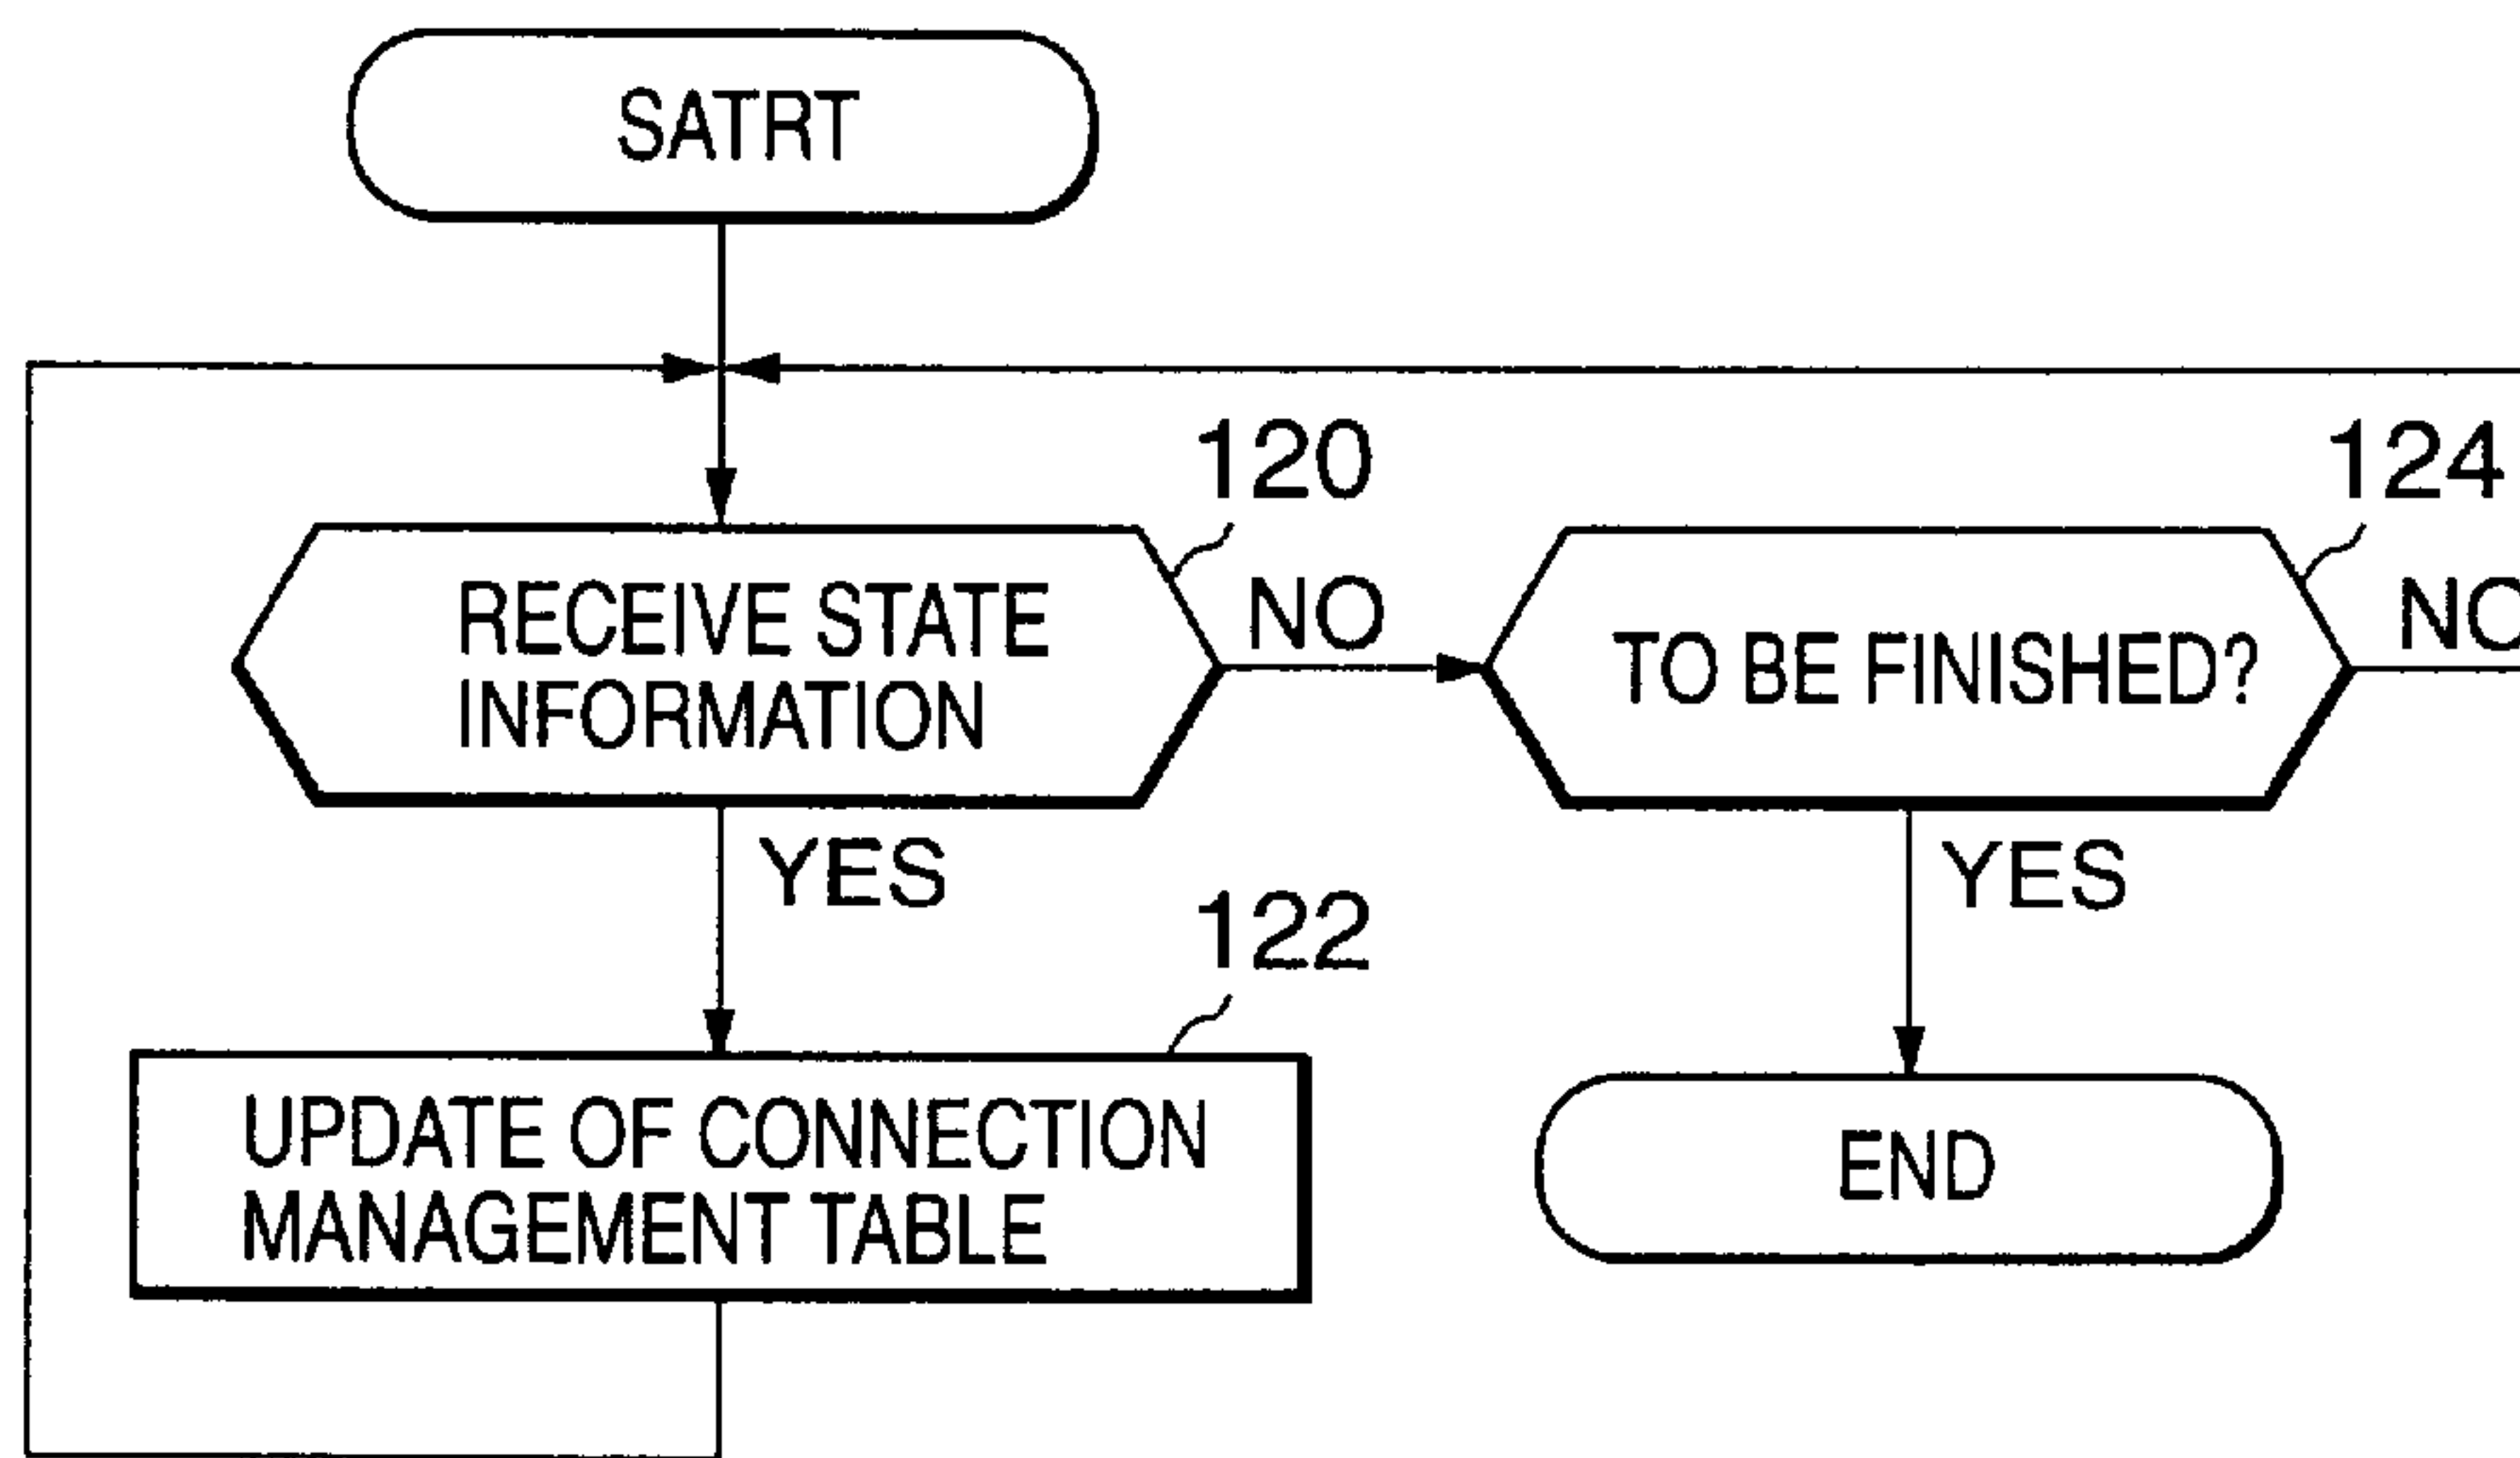 SATRT
120
124
RECEIVE STATE
INFORMATION
NO
TO BE FINISHED?
NO
YES
YES
122
UPDATE OF CONNECTION
MANAGEMENT TABLE
END